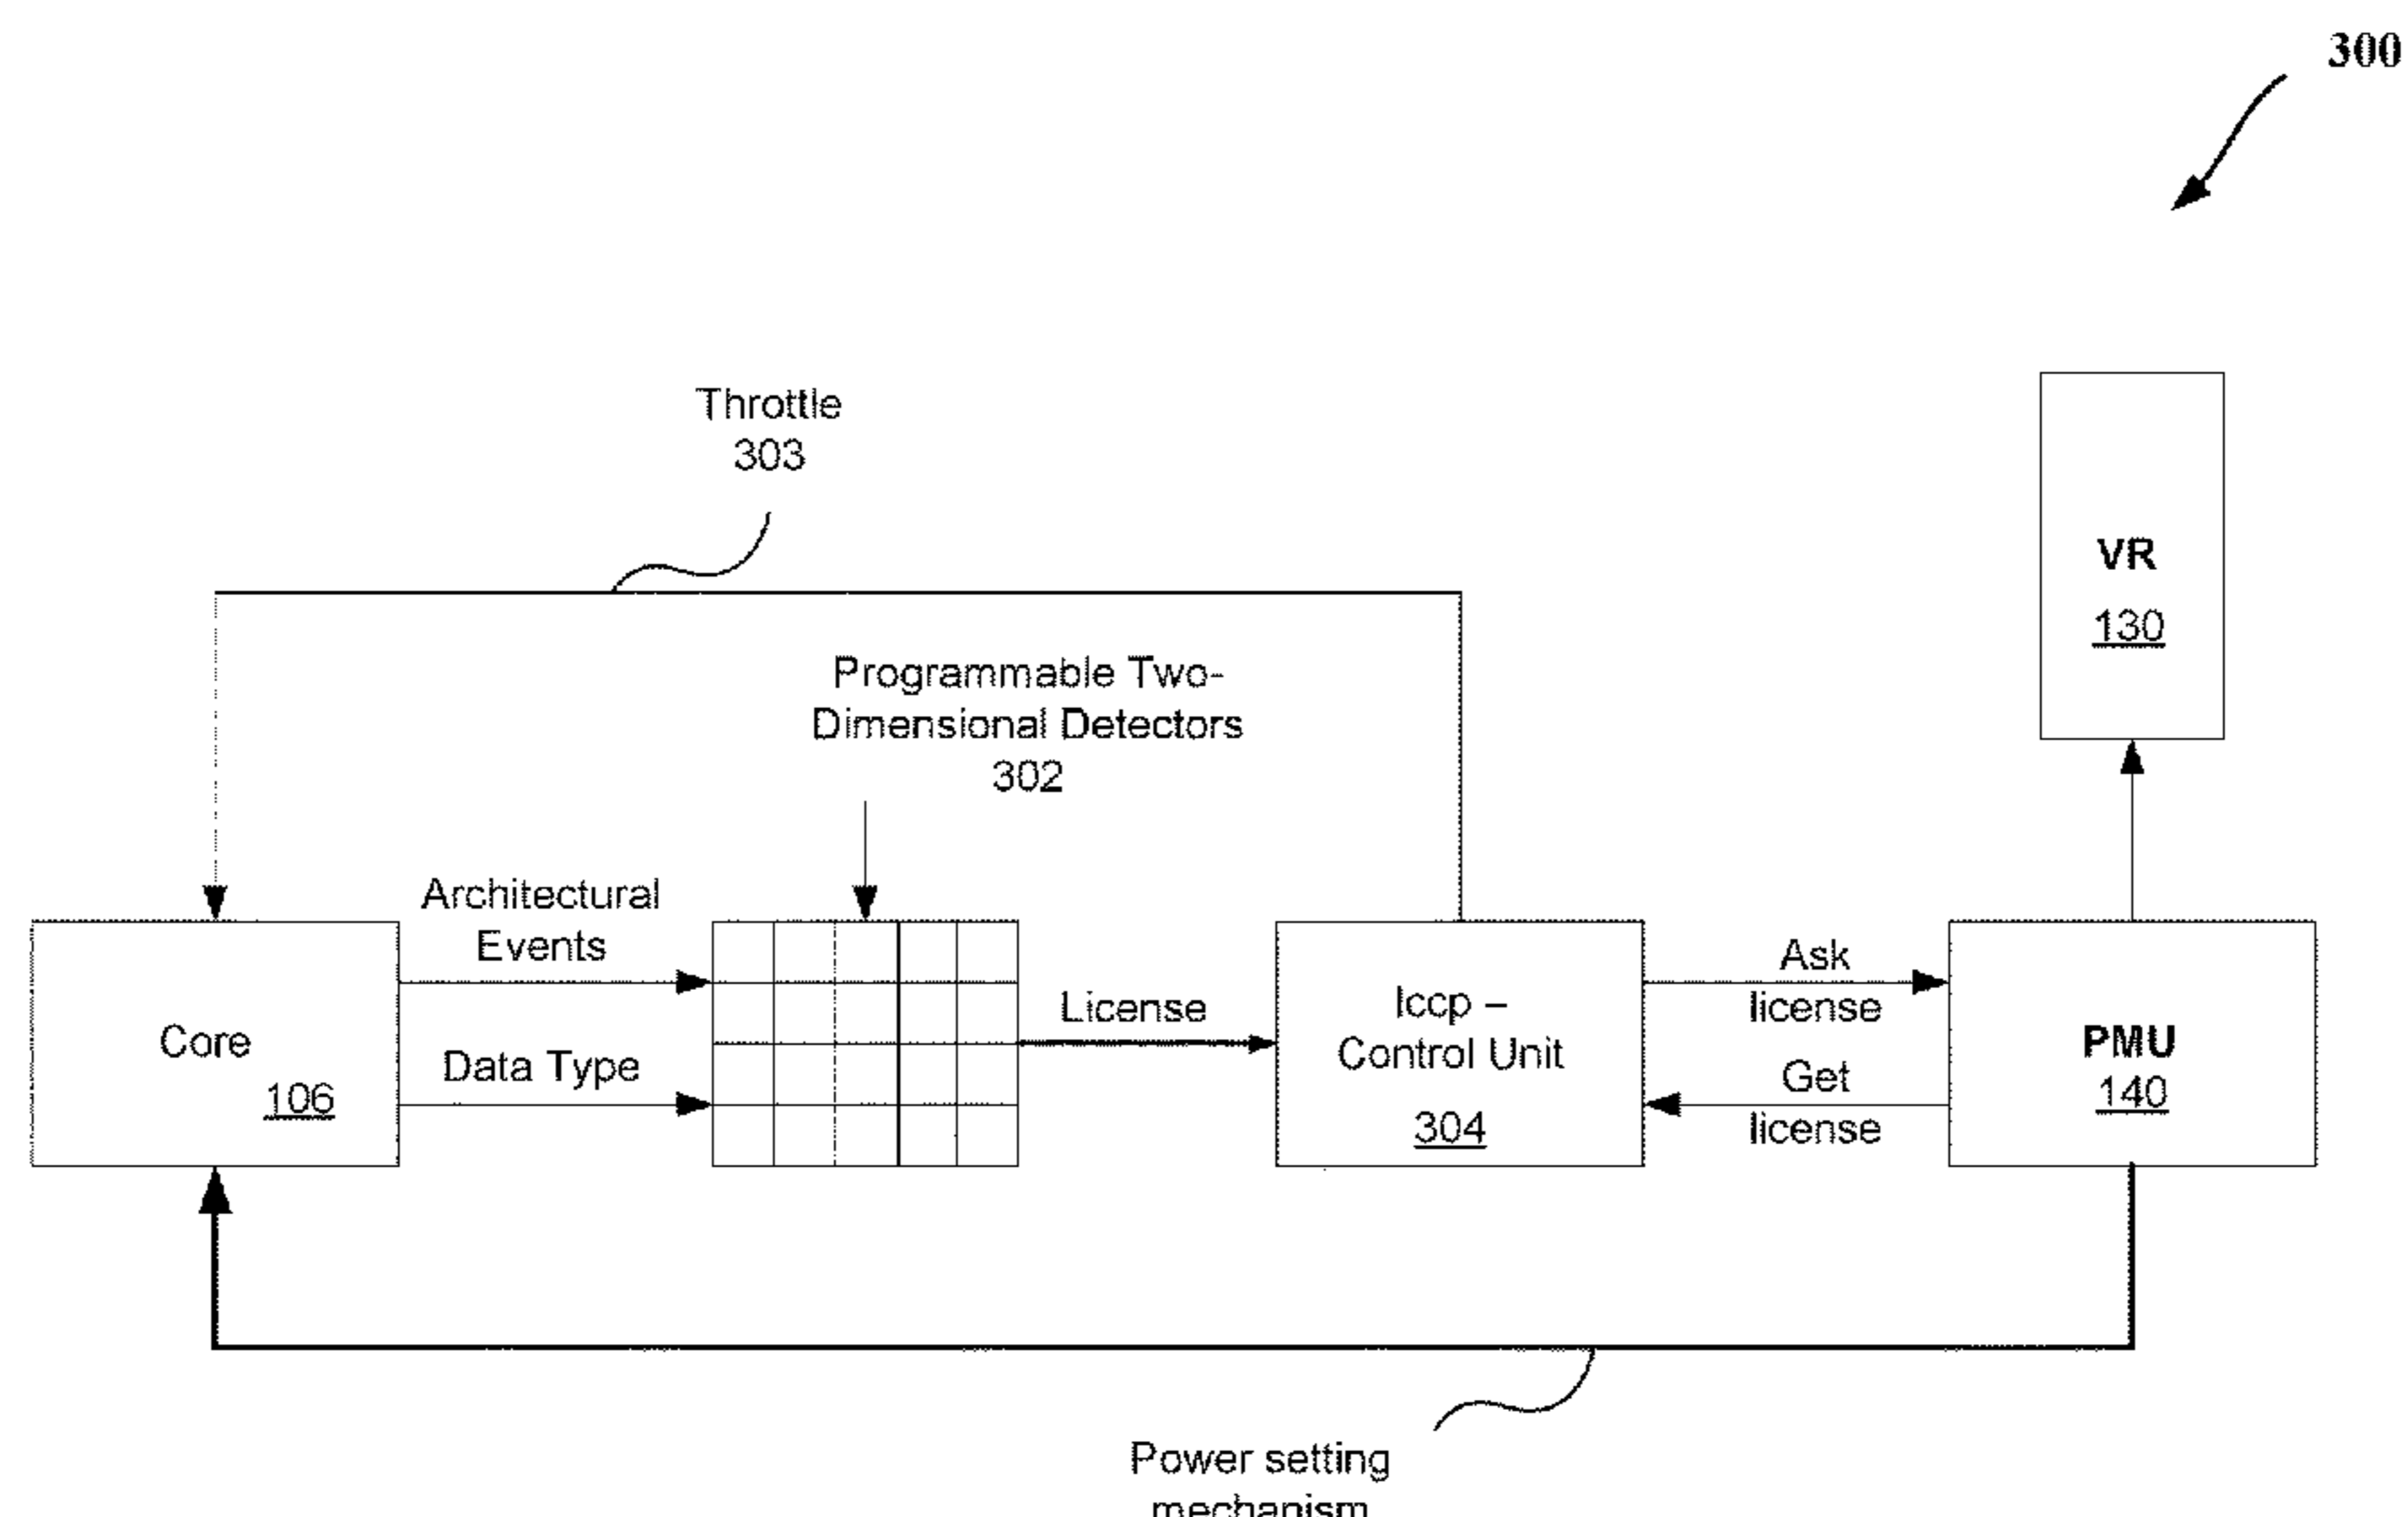 300
Throttle
303
VR
130
Programmable Two-
Dimensional Detectors
302
Architectural
Events
Data Type
Core
106
License
Iccp –
Control Unit
304
Ask
license
Get
license
PMU
140
Power setting
mechanism